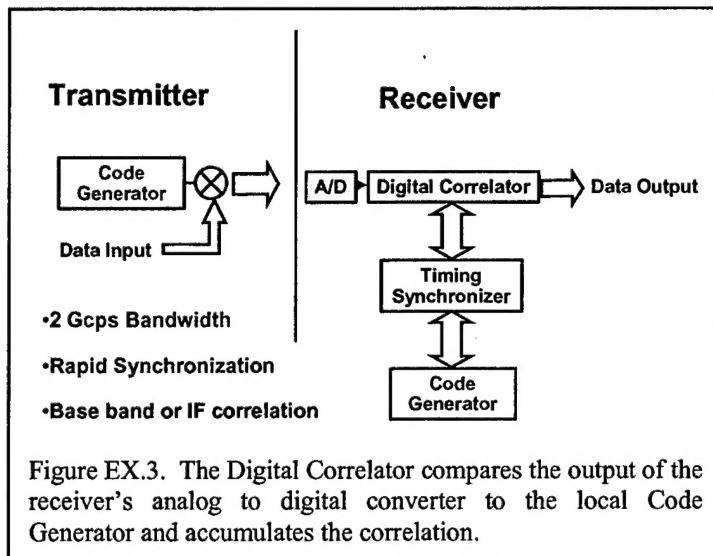 Transmitter
Code
Generator
Data Input
•2 Gcps Bandwidth
•Rapid Synchronization
•Base band or IF correlation
Receiver
A/D
Digital Correlator
Data Output
Timing
Synchronizer
Code
Generator
Figure EX.3. The Digital Correlator compares the output of the
receiver's analog to digital converter to the local Code
Generator and accumulates the correlation.